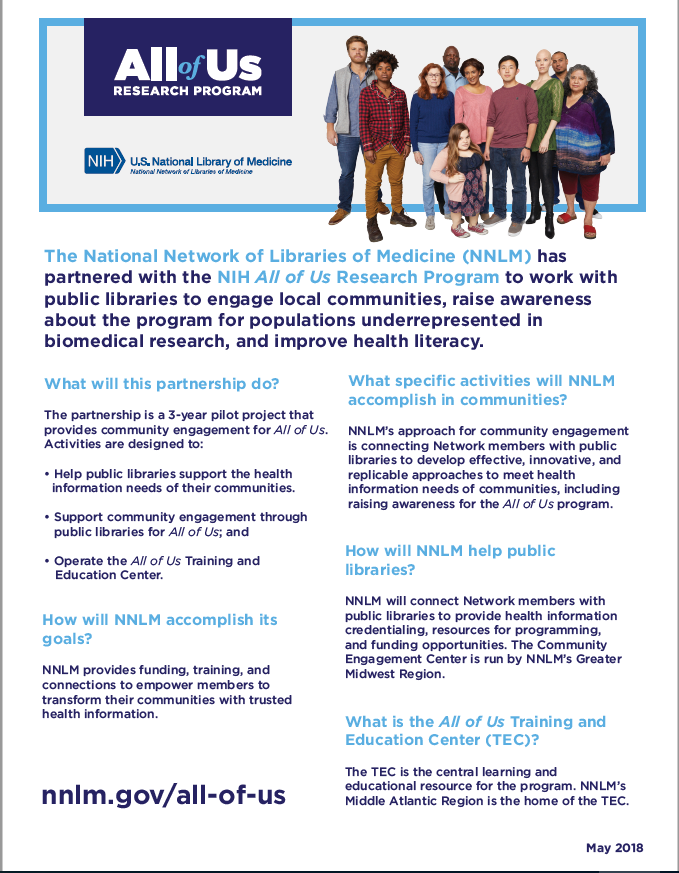 All of Us
RESEARCH PROGRAM
NIH U.S. National Library of Medicine
National Network of Libraries of Medicine
The National Network of Libraries of Medicine (NNLM) has
partnered with the NIH All of Us Research Program to work with
public libraries to engage local communities, raise awareness
about the program for populations underrepresented in
biomedical research, and improve health literacy.
What will this partnership do?
The partnership is a 3-year pilot project that
provides community engagement for All of Us.
Activities are designed to:
• Help public libraries support the health
information needs of their communities.
• Support community engagement through
public libraries for All of Us; and
• Operate the All of Us Training and
Education Center.
How will NNLM accomplish its
goals?
NNLM provides funding, training, and
connections to empower members to
transform their communities with trusted
health information.
nnlm.gov/all-of-us
What specific activities will NNLM
accomplish in communities?
NNLM's approach for community engagement
is connecting Network members with public
libraries to develop effective, innovative, and
replicable approaches to meet health
information needs of communities, including
raising awareness for the All of Us program.
How will NNLM help public
libraries?
NNLM will connect Network members with
public libraries to provide health information
credentialing, resources for programming,
and funding opportunities. The Community
Engagement Center is run by NNLM's Greater
Midwest Region.
What is the All of Us Training and
Education Center (TEC)?
The TEC is the central learning and
educational resource for the program. NNLM's
Middle Atlantic Region is the home of the TEC.
May 2018